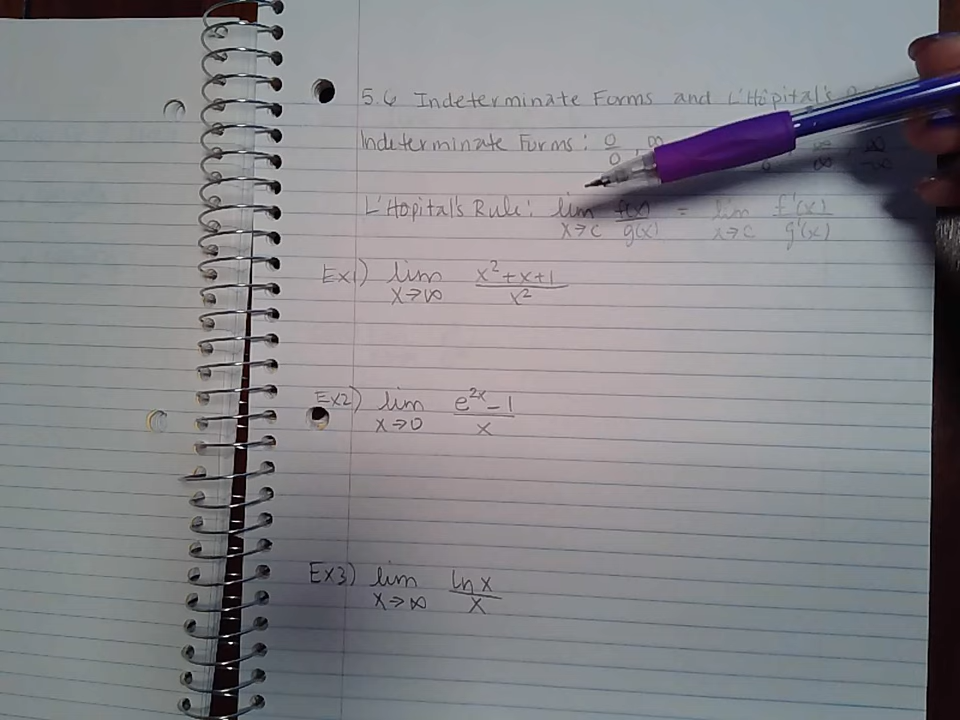 5.6 Indeterminate Forms and L'Hôpital's
Indeterminate Forms: 0/0, ∞
L'Hôpital's Rule: lim x→c f(x)/g(x) = lim x→c f'(x)/g'(x)
Ex1) lim x→∞ x²+x+1/x²
Ex2) lim x→0 e^2x - 1/x
Ex3) lim x→∞ ln x/x